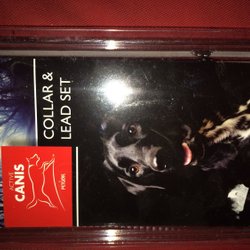 COLLAR &
LEAD SET
ACTIVE
CANIS